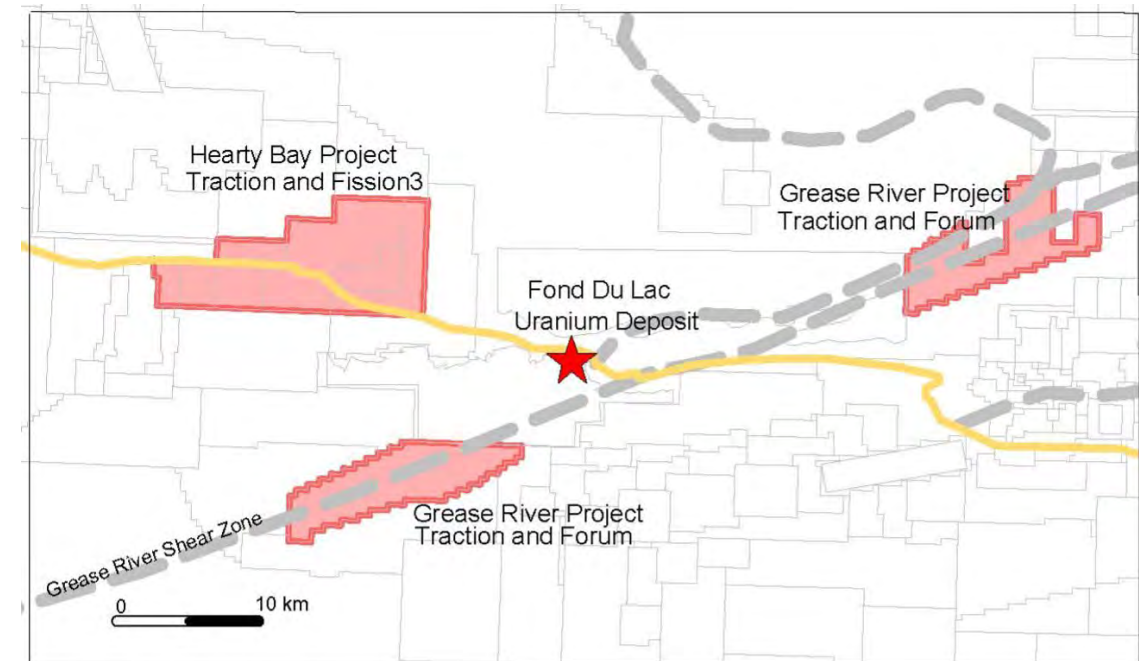 Hearty Bay Project
Traction and Fission3
Grease River Project
Traction and Forum
Fond Du Lac
Uranium Deposit
Grease River Project
Traction and Forum
Grease River Shear Zone
0 10 km